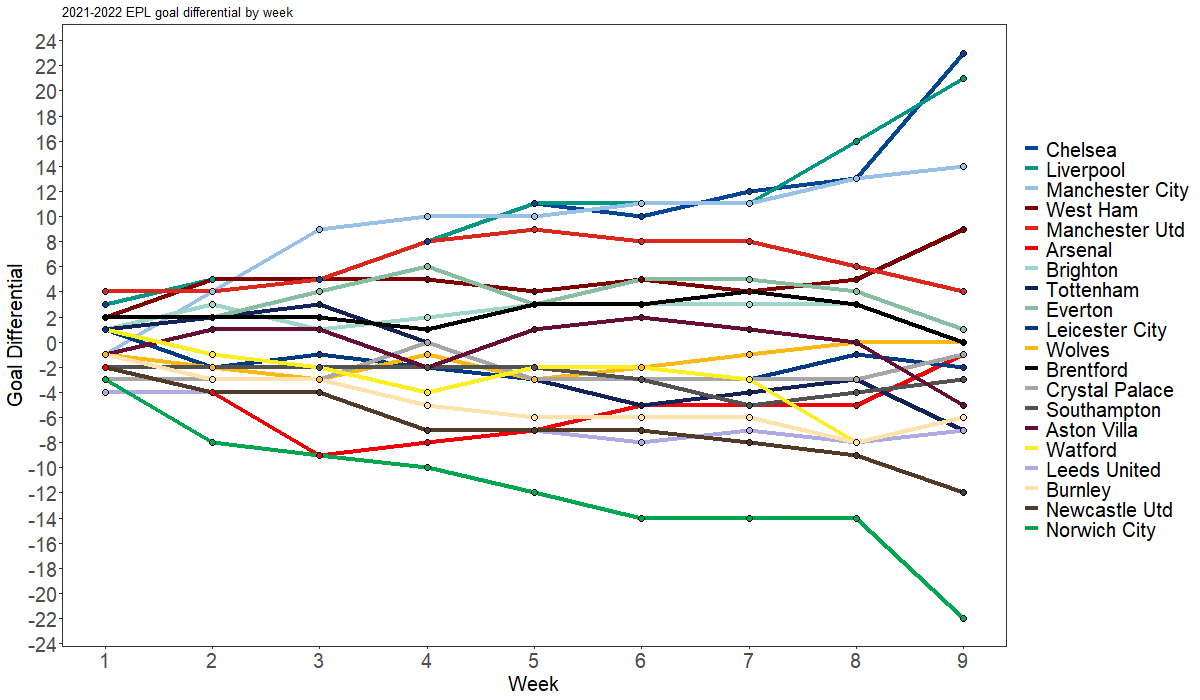 2021-2022 EPL goal differential by week
Goal Differential
24
22
20
18
16
14
12
10
8
6
4
2
0
-2
-4
-6
-8
-10
-12
-14
-16
-18
-20
-22
-24
1 2 3 4 5 6 7 8 9
Week
Chelsea
Liverpool
Manchester City
West Ham
Manchester Utd
Arsenal
Brighton
Tottenham
Everton
Leicester City
Wolves
Brentford
Crystal Palace
Southampton
Aston Villa
Watford
Leeds United
Burnley
Newcastle Utd
Norwich City